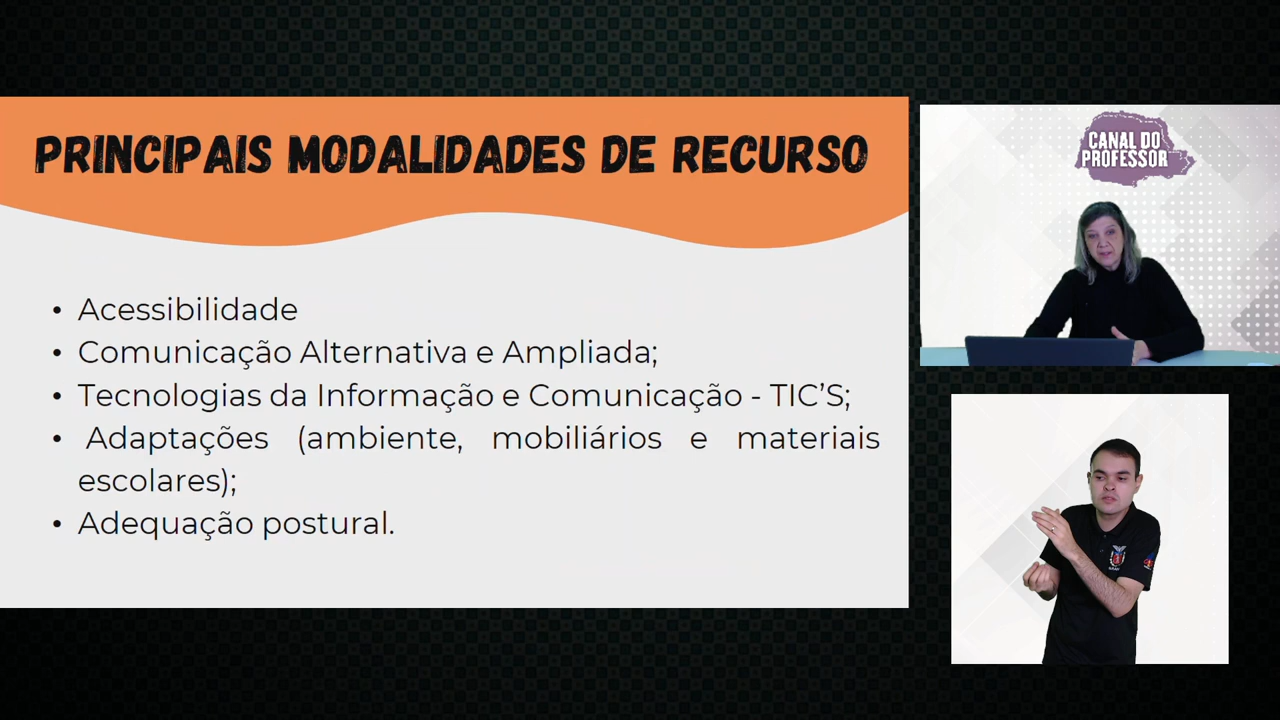 PRINCIPAIS MODALIDADES DE RECURSO
• Acessibilidade
• Comunicação Alternativa e Ampliada;
• Tecnologias da Informação e Comunicação - TIC’S;
• Adaptações (ambiente, mobiliários e materiais
escolares);
• Adequação postural.
CANAL DO
PROFESSOR